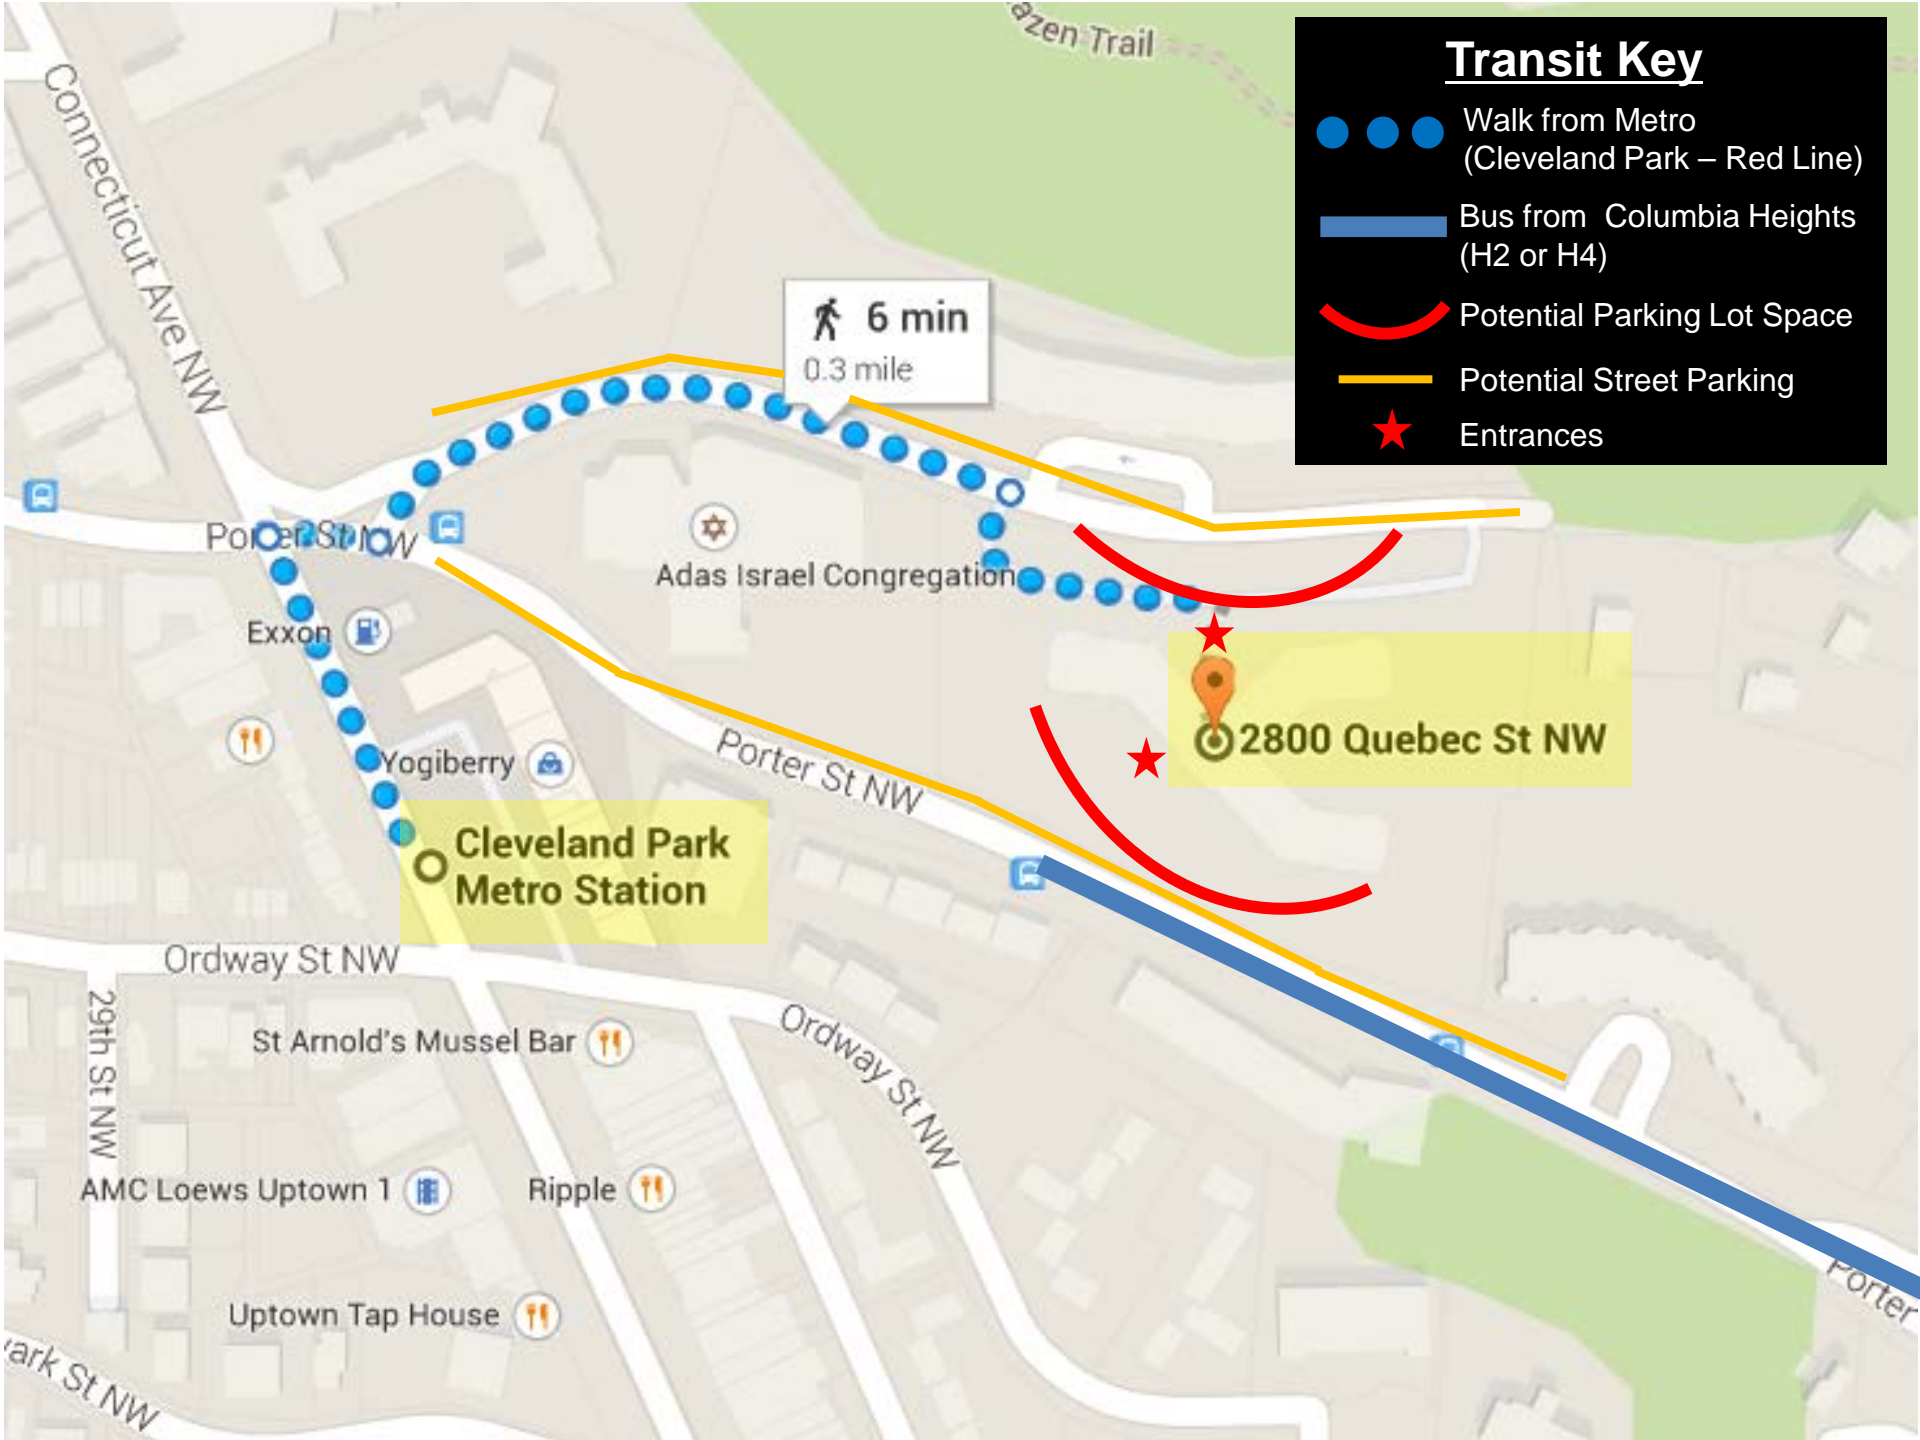 azen Trail
Transit Key
Walk from Metro
(Cleveland Park – Red Line)
Bus from Columbia Heights
(H2 or H4)
Potential Parking Lot Space
Potential Street Parking
Entrances
Connecticut Ave NW
6 min
0.3 mile
Porter St NW
Adas Israel Congregation
Exxon
2800 Quebec St NW
Yogiberry
Porter St NW
Cleveland Park
Metro Station
Ordway St NW
29th St NW
St Arnold's Mussel Bar
Ordway St NW
AMC Loews Uptown 1
Ripple
Porter
Uptown Tap House
ark St NW